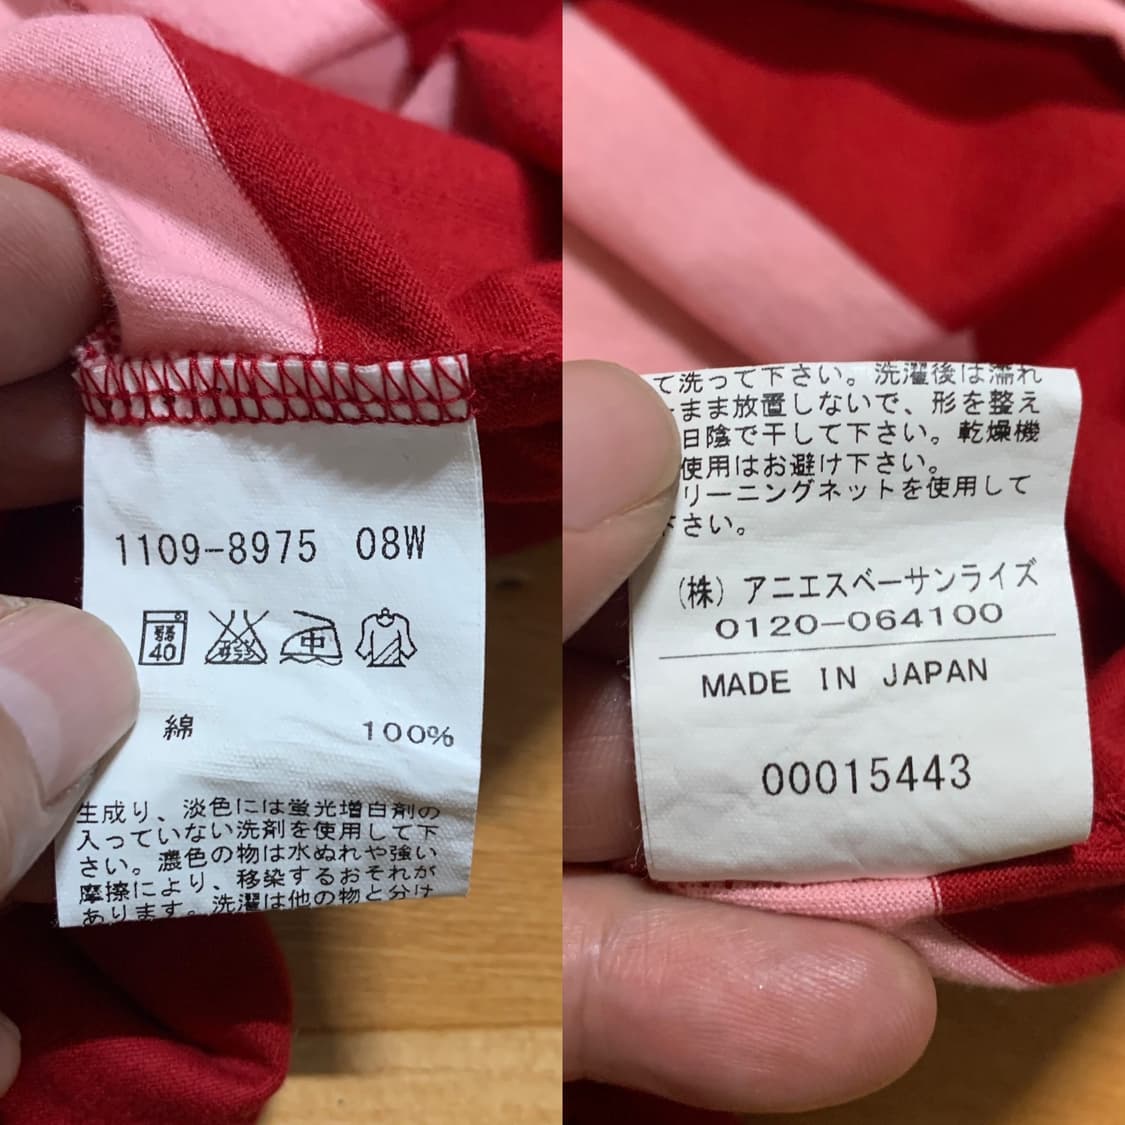 1109-8975 08W
弱 40
中
綿 100%
生成り、淡色には蛍光増白剤の
入っていない洗剤を使用して下
さい。濃色の物は水ぬれや強い
摩擦により、移染するおそれが
あります。洗濯は他の物と分け
て洗って下さい。洗濯後は濡れ
まま放置しないで、形を整え
日陰で干して下さい。乾燥機
使用はお避け下さい。
リーニングネットを使用して
さい。
(株)アニエスベーサンライズ
0120-064100
MADE IN JAPAN
00015443